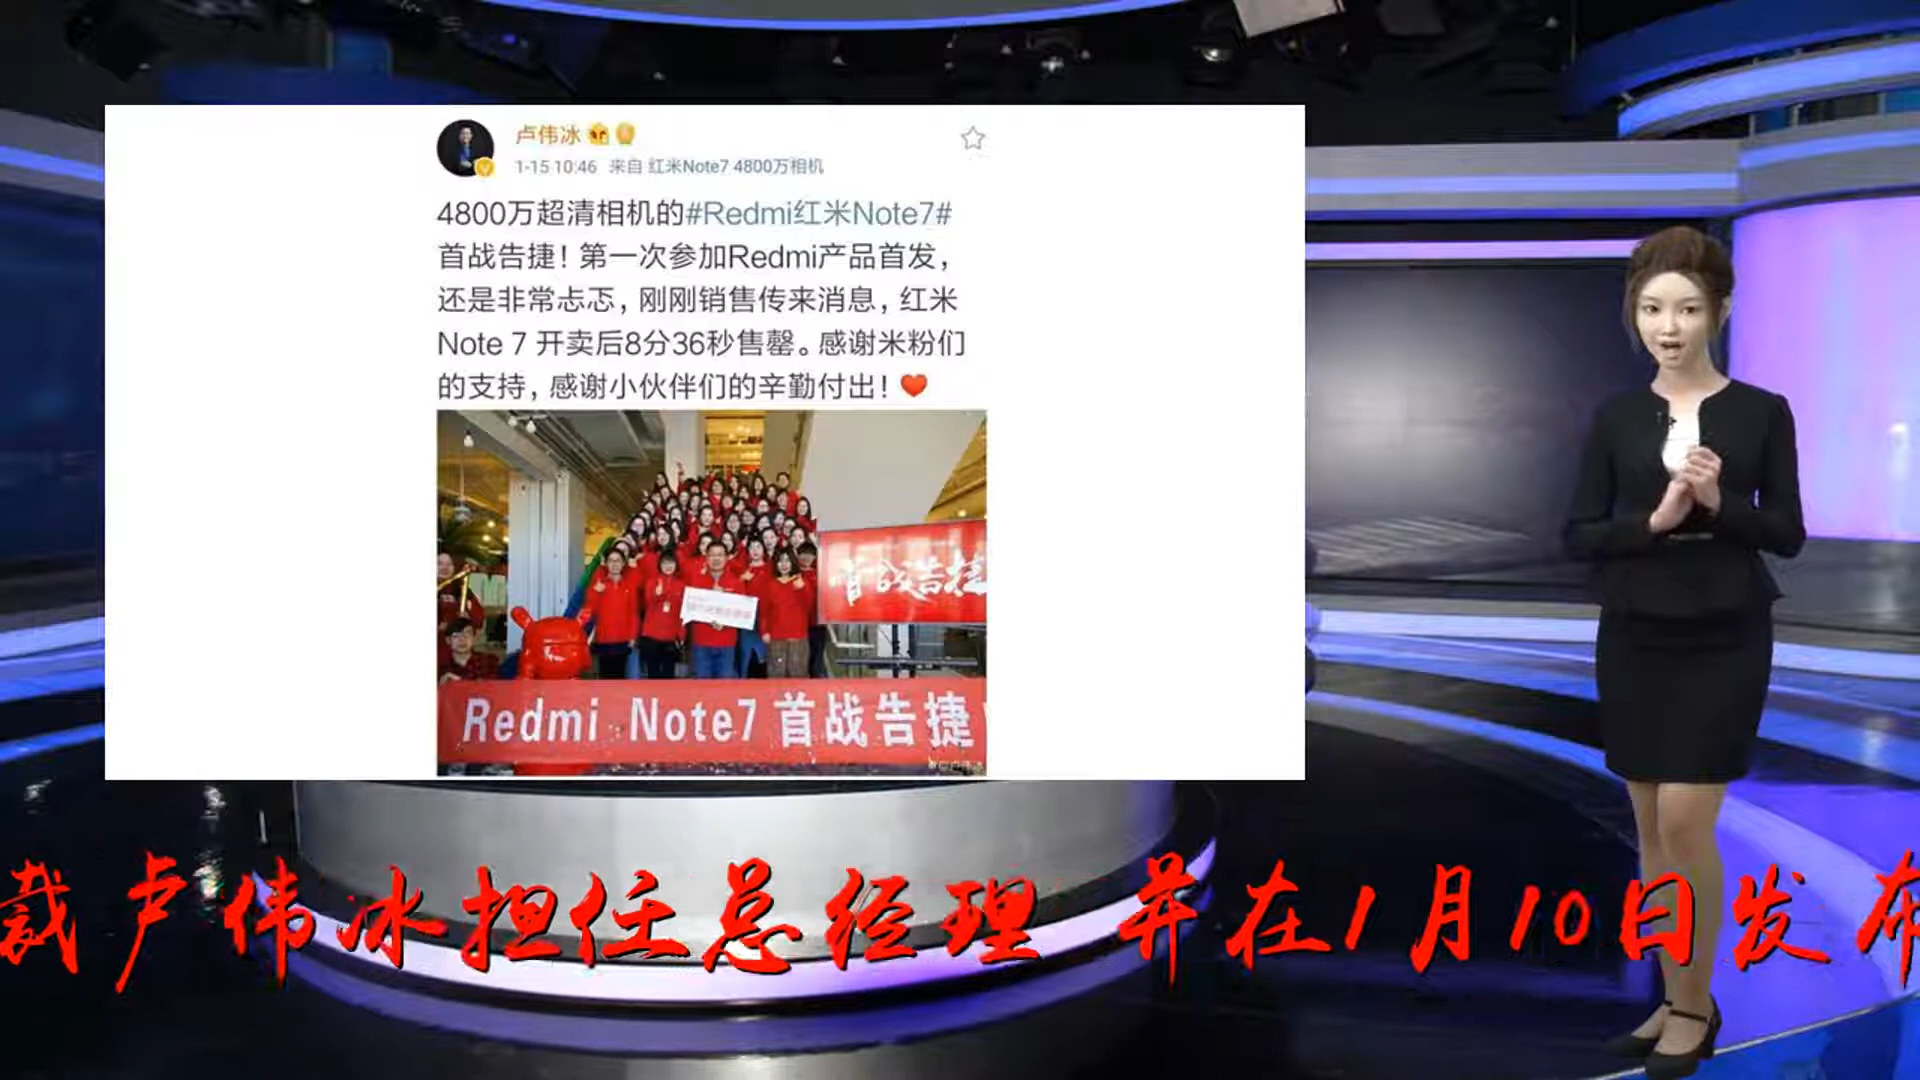 卢伟冰
1-15 10:46 来自 红米Note7 4800万相机
4800万超清相机的#Redmi红米Note7#
首战告捷！第一次参加Redmi产品首发，
还是非常忐忑，刚刚销售传来消息，红米
Note 7 开卖后8分36秒售罄。感谢米粉们
的支持，感谢小伙伴们的辛勤付出！
首战告捷
Redmi Note7 首战告捷
裁卢伟冰担任总经理 并在1月10日发布